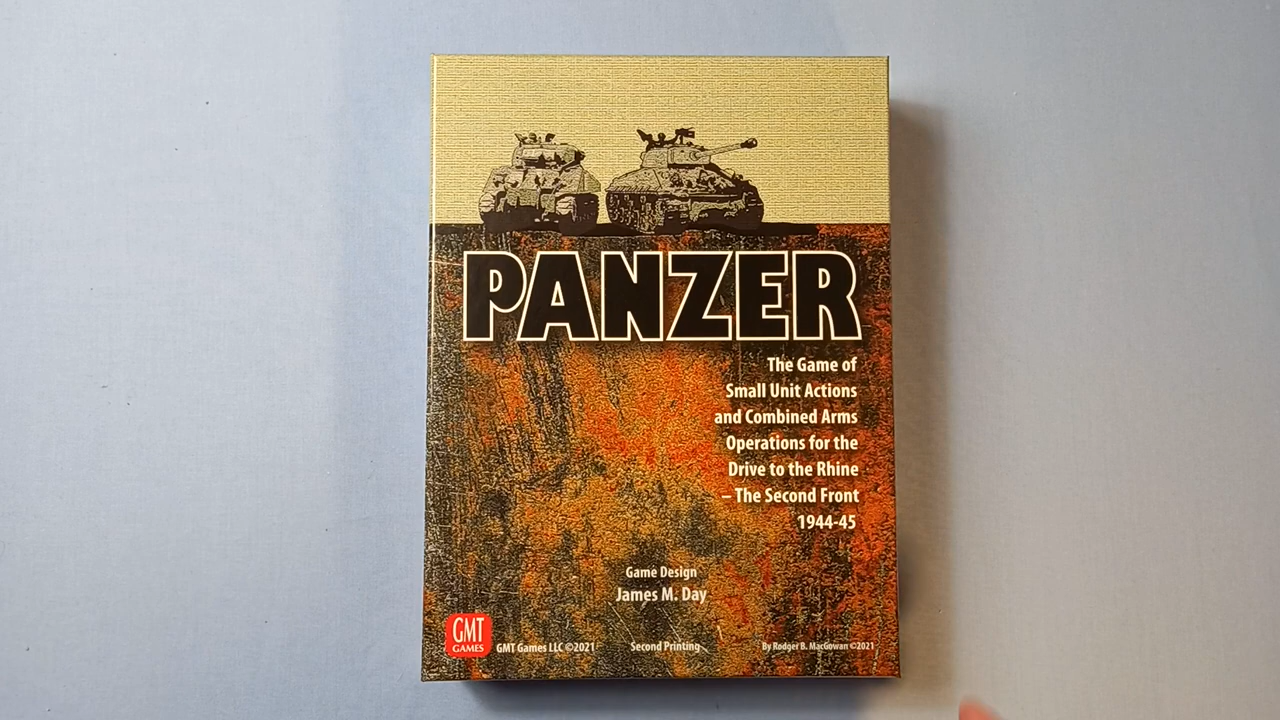 PANZER
The Game of
Small Unit Actions
and Combined Arms
Operations for the
Drive to the Rhine
– The Second Front
1944-45
Game Design
James M. Day
GMT
GAMES
GMT Games LLC ©2021
Second Printing
By Rodger B. MacGowan ©2021